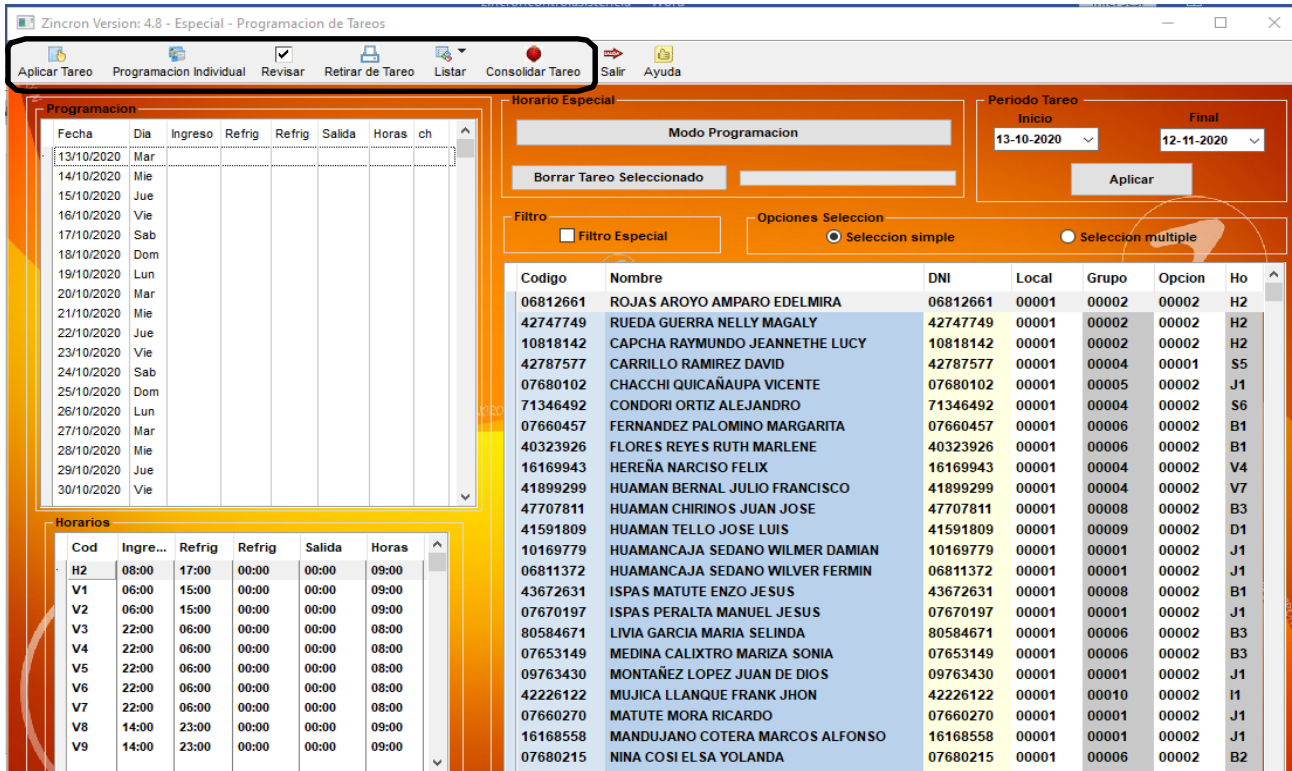 Zincron Version: 4.8 - Especial - Programacion de Tareos
Aplicar Tareo Programacion Individual Revisar Retirar de Tareo Listar Consolidar Tareo Salir Ayuda
Programacion
Fecha Dia Ingreso Refrig Refrig Salida Horas ch
13/10/2020 Mar
14/10/2020 Mie
15/10/2020 Jue
16/10/2020 Vie
17/10/2020 Sab
18/10/2020 Dom
19/10/2020 Lun
20/10/2020 Mar
21/10/2020 Mie
22/10/2020 Jue
23/10/2020 Vie
24/10/2020 Sab
25/10/2020 Dom
26/10/2020 Lun
27/10/2020 Mar
28/10/2020 Mie
29/10/2020 Jue
30/10/2020 Vie
Horarios
Cod Ingre... Refrig Refrig Salida Horas
H2 08:00 17:00 00:00 00:00 09:00
V1 06:00 15:00 00:00 00:00 09:00
V2 06:00 15:00 00:00 00:00 09:00
V3 22:00 06:00 00:00 00:00 08:00
V4 22:00 06:00 00:00 00:00 08:00
V5 22:00 06:00 00:00 00:00 08:00
V6 22:00 06:00 00:00 00:00 08:00
V7 22:00 06:00 00:00 00:00 08:00
V8 14:00 23:00 00:00 00:00 09:00
V9 14:00 23:00 00:00 00:00 09:00
Horario Especial
Modo Programacion
Borrar Tareo Seleccionado
Periodo Tareo
Inicio Final
13-10-2020 12-11-2020
Aplicar
Filtro
Filtro Especial
Opciones Seleccion
Seleccion simple Seleccion multiple
Codigo Nombre DNI Local Grupo Opcion Ho
06812661 ROJAS AROYO AMPARO EDELMIRA 06812661 00001 00002 00002 H2
42747749 RUEDA GUERRA NELLY MAGALY 42747749 00001 00002 00002 H2
10818142 CAPCHA RAYMUNDO JEANNETHE LUCY 10818142 00001 00002 00002 H2
42787577 CARRILLO RAMIREZ DAVID 42787577 00001 00004 00001 S5
07680102 CHACCHI QUICAÑAUPA VICENTE 07680102 00001 00005 00002 J1
71346492 CONDORI ORTIZ ALEJANDRO 71346492 00001 00004 00002 S6
07660457 FERNANDEZ PALOMINO MARGARITA 07660457 00001 00006 00002 B1
40323926 FLORES REYES RUTH MARLENE 40323926 00001 00006 00002 B1
16169943 HEREÑA NARCISO FELIX 16169943 00001 00004 00002 V4
41899299 HUAMAN BERNAL JULIO FRANCISCO 41899299 00001 00004 00002 V7
47707811 HUAMAN CHIRINOS JUAN JOSE 47707811 00001 00008 00002 B3
41591809 HUAMAN TELLO JOSE LUIS 41591809 00001 00009 00002 D1
10169779 HUAMANCAJA SEDANO WILMER DAMIAN 10169779 00001 00001 00002 J1
06811372 HUAMANCAJA SEDANO WILVER FERMIN 06811372 00001 00001 00002 J1
43672631 ISPAS MATUTE ENZO JESUS 43672631 00001 00008 00002 B1
07670197 ISPAS PERALTA MANUEL JESUS 07670197 00001 00001 00002 J1
80584671 LIVIA GARCIA MARIA SELINDA 80584671 00001 00006 00002 B3
07653149 MEDINA CALIXTRO MARIZA SONIA 07653149 00001 00006 00002 B3
09763430 MONTAÑEZ LOPEZ JUAN DE DIOS 09763430 00001 00001 00002 J1
42226122 MUJICA LLANQUE FRANK JHON 42226122 00001 00010 00002 I1
07660270 MATUTE MORA RICARDO 07660270 00001 00001 00002 J1
16168558 MANDUJANO COTERA MARCOS ALFONSO 16168558 00001 00001 00002 J1
07680215 NINA COSI ELSA YOLANDA 07680215 00001 00006 00002 B2